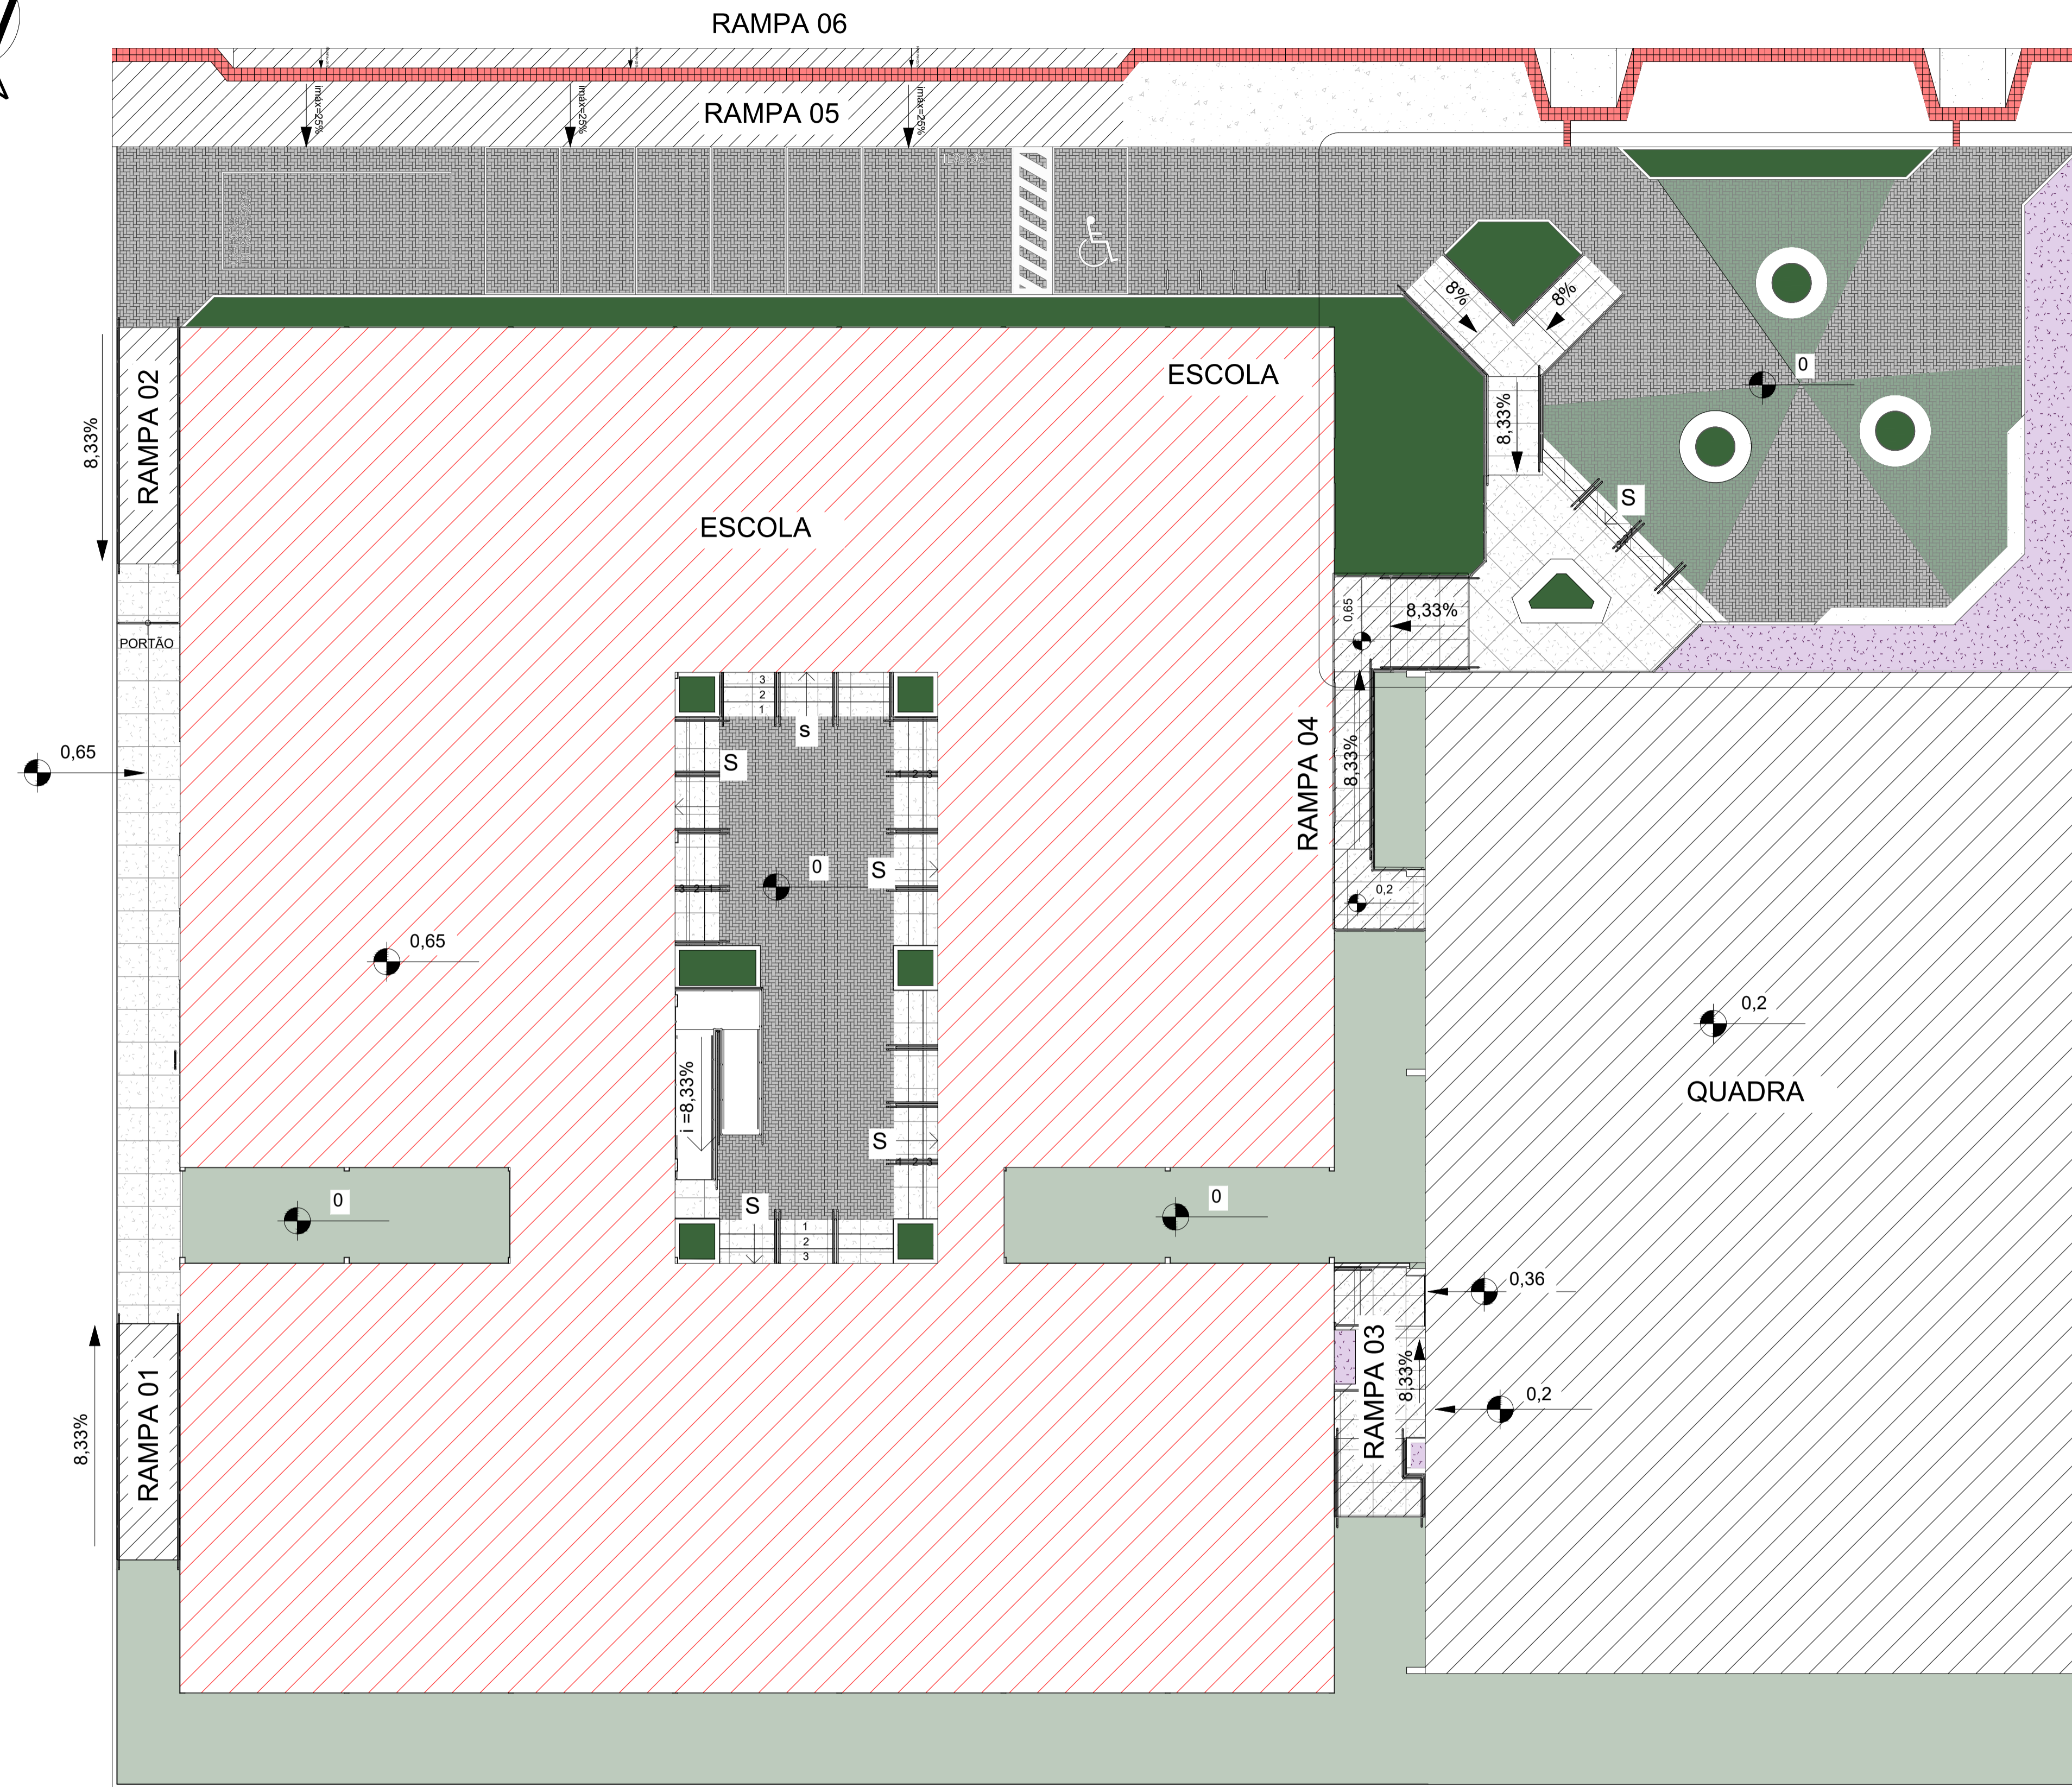 RAMPA 06
imáx=25%
imáx=25%
imáx=25%
RAMPA 05
8%
8%
0
8,33%
ESCOLA
RAMPA 02
8,33%
S
ESCOLA
0,65
8,33%
PORTÃO
3
2
1
s
S
0,65
RAMPA 04
8,33%
1 2 3
0
S
3 2 1
0,2
0,65
0,2
QUADRA
i =8,33%
S
1 2 3
0
0
S
1
2
3
0,36
RAMPA 03
8,33%
0,2
RAMPA 01
8,33%